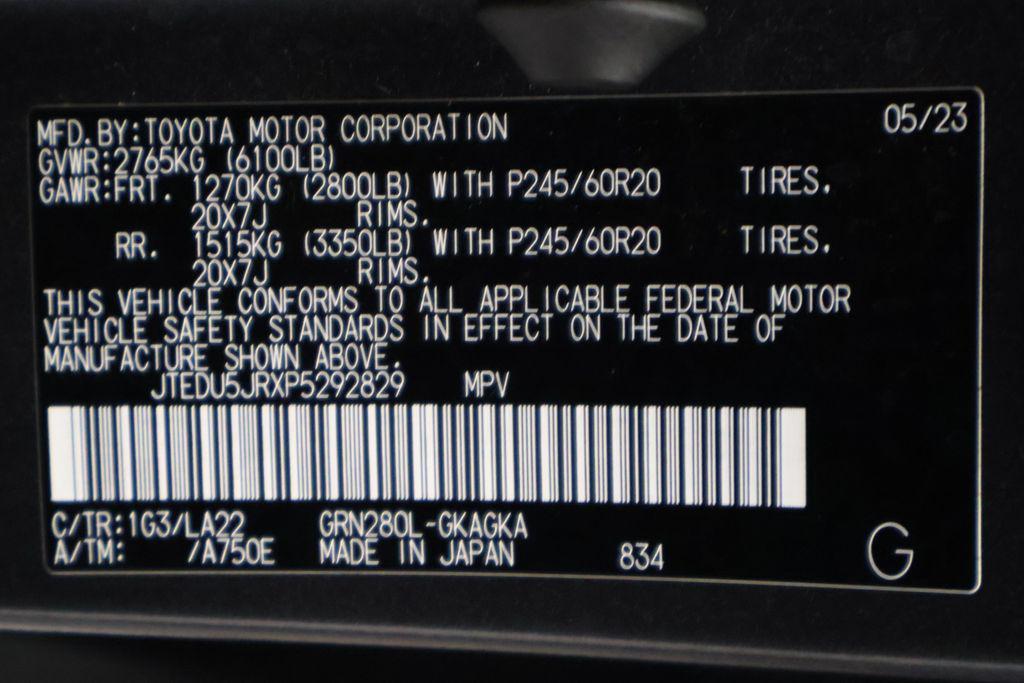 MFD.BY:TOYOTA MOTOR CORPORATION 05/23
GVWR:2765KG (6100LB)
GAWR:FRT. 1270KG (2800LB) WITH P245/60R20 TIRES.
20X7J RIMS.
RR. 1515KG (3350LB) WITH P245/60R20 TIRES.
20X7J RIMS.
THIS VEHICLE CONFORMS TO ALL APPLICABLE FEDERAL MOTOR
VEHICLE SAFETY STANDARDS IN EFFECT ON THE DATE OF
MANUFACTURE SHOWN ABOVE.
JTEDU5JRXP5292829 MPV
C/TR:1G3/LA22 GRN280L-GKAGKA
A/TM: /A750E MADE IN JAPAN 834 G